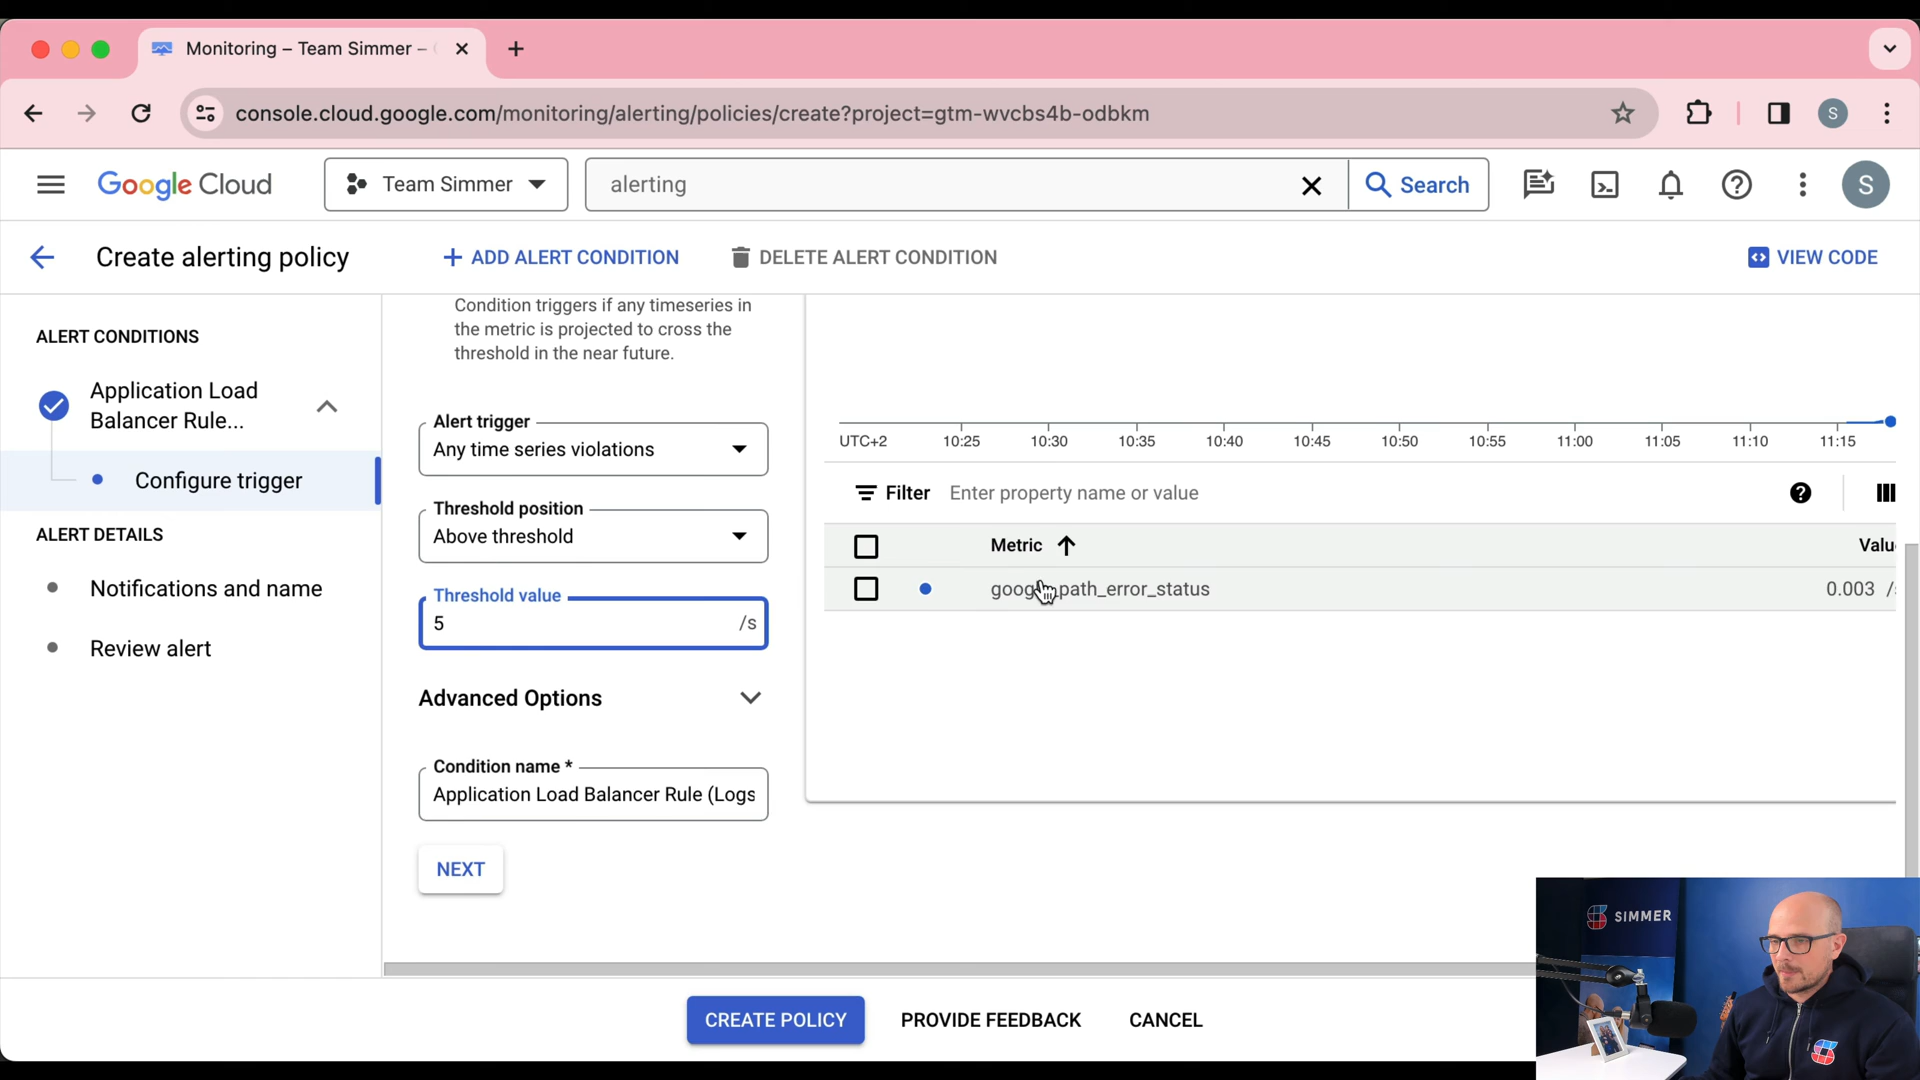 Monitoring – Team Simmer –
console.cloud.google.com/monitoring/alerting/policies/create?project=gtm-wvcbs4b-odbkm
S
Google Cloud
Team Simmer
alerting
Search
S
Create alerting policy
ADD ALERT CONDITION
DELETE ALERT CONDITION
VIEW CODE
ALERT CONDITIONS
Application Load
Balancer Rule...
Configure trigger
ALERT DETAILS
Notifications and name
Review alert
Condition triggers if any timeseries in
the metric is projected to cross the
threshold in the near future.
Alert trigger
Any time series violations
Threshold position
Above threshold
Threshold value
5 /s
Advanced Options
Condition name *
Application Load Balancer Rule (Logs
NEXT
UTC+2 10:25 10:30 10:35 10:40 10:45 10:50 10:55 11:00 11:05 11:10 11:15
Filter Enter property name or value
Metric Valu
path_error_status 0.003 /s
CREATE POLICY
PROVIDE FEEDBACK
CANCEL
SIMMER